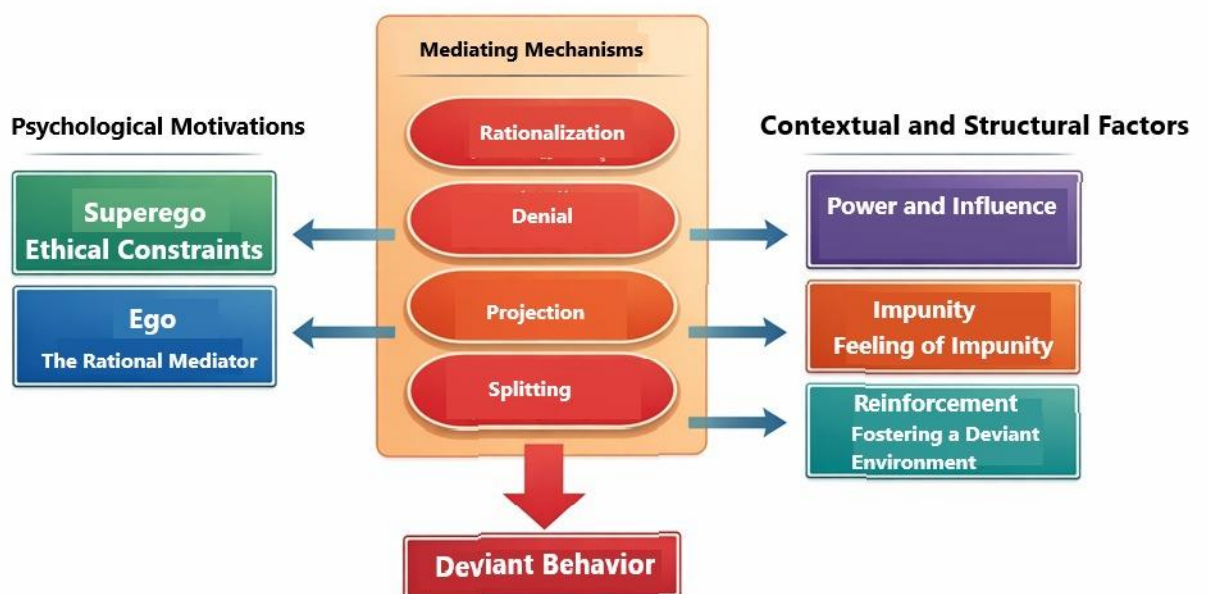 Mediating Mechanisms
Rationalization
Denial
Projection
Splitting
Psychological Motivations
Superego
Ethical Constraints
Ego
The Rational Mediator
Contextual and Structural Factors
Power and Influence
Impunity
Feeling of Impunity
Reinforcement
Fostering a Deviant
Environment
Deviant Behavior